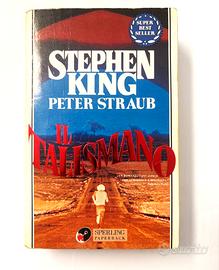 SUPER
BEST
SELLER
STEPHEN
KING
PETER STRAUB
IL
TALISMANO
SPERLING
PAPERBACK